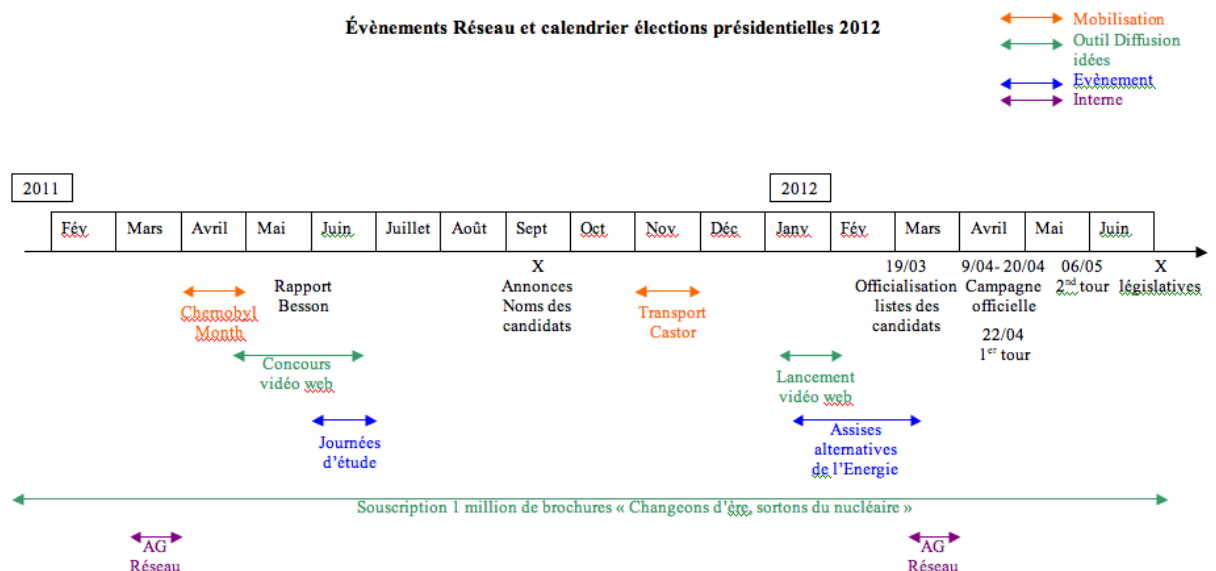 Évènements Réseau et calendrier élections présidentielles 2012
Mobilisation
Outil Diffusion
idées
Evènement
Interne
2011
2012
Fév. Mars Avril Mai Juin Juillet Août Sept Oct Nov Déc Janv Fév. Mars Avril Mai Juin
Chernobyl
Month
Rapport
Besson
X
Annonces
Noms des
candidats
Transport
Castor
19/03
Officialisation
listes des
candidats
9/04- 20/04
Campagne
officielle
22/04
1er tour
06/05
2nd tour
X
législatives
Concours
vidéo web
Lancement
vidéo web
Journées
d’étude
Assises
alternatives
de l’Energie
Souscription 1 million de brochures « Changeons d’ère, sortons du nucléaire »
AG
Réseau
AG
Réseau